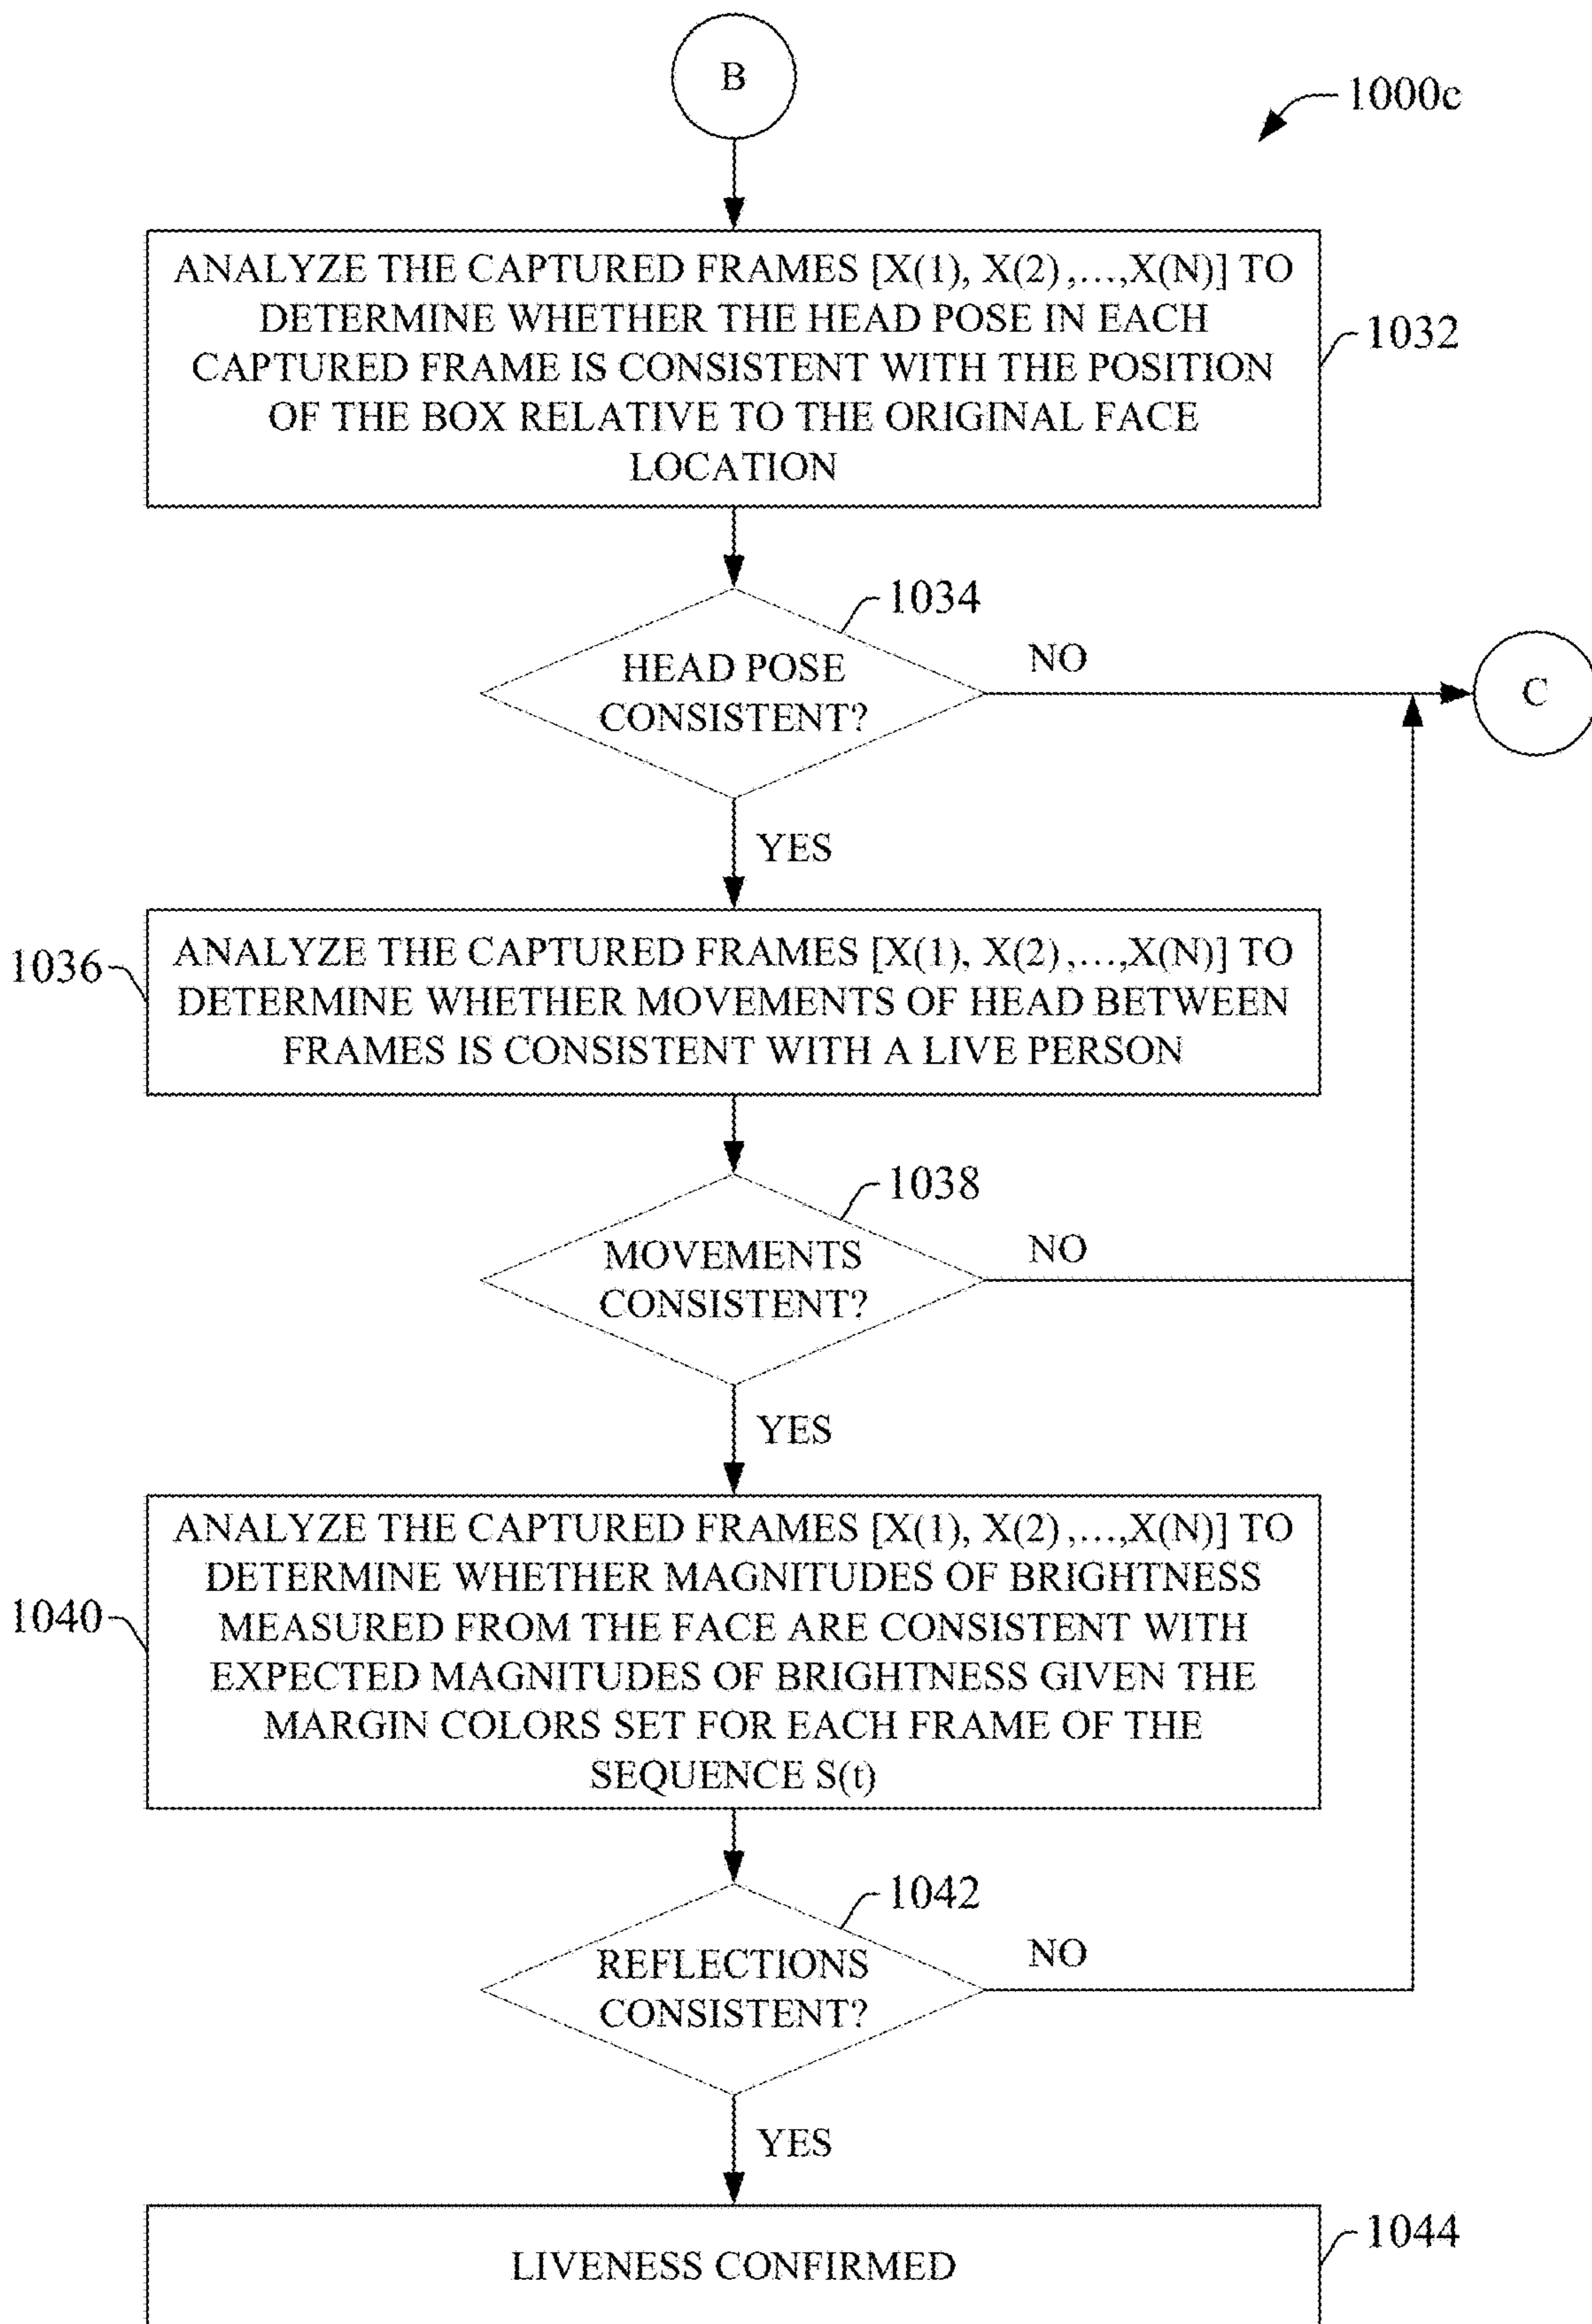 B
1000c
ANALYZE THE CAPTURED FRAMES [X(1), X(2),...,X(N)] TO
DETERMINE WHETHER THE HEAD POSE IN EACH
CAPTURED FRAME IS CONSISTENT WITH THE POSITION
OF THE BOX RELATIVE TO THE ORIGINAL FACE
LOCATION
1032
1034
HEAD POSE
CONSISTENT?
NO
C
YES
1036
ANALYZE THE CAPTURED FRAMES [X(1), X(2),...,X(N)] TO
DETERMINE WHETHER MOVEMENTS OF HEAD BETWEEN
FRAMES IS CONSISTENT WITH A LIVE PERSON
1038
MOVEMENTS
CONSISTENT?
NO
YES
1040
ANALYZE THE CAPTURED FRAMES [X(1), X(2),...,X(N)] TO
DETERMINE WHETHER MAGNITUDES OF BRIGHTNESS
MEASURED FROM THE FACE ARE CONSISTENT WITH
EXPECTED MAGNITUDES OF BRIGHTNESS GIVEN THE
MARGIN COLORS SET FOR EACH FRAME OF THE
SEQUENCE S(t)
1042
REFLECTIONS
CONSISTENT?
NO
YES
LIVENESS CONFIRMED
1044